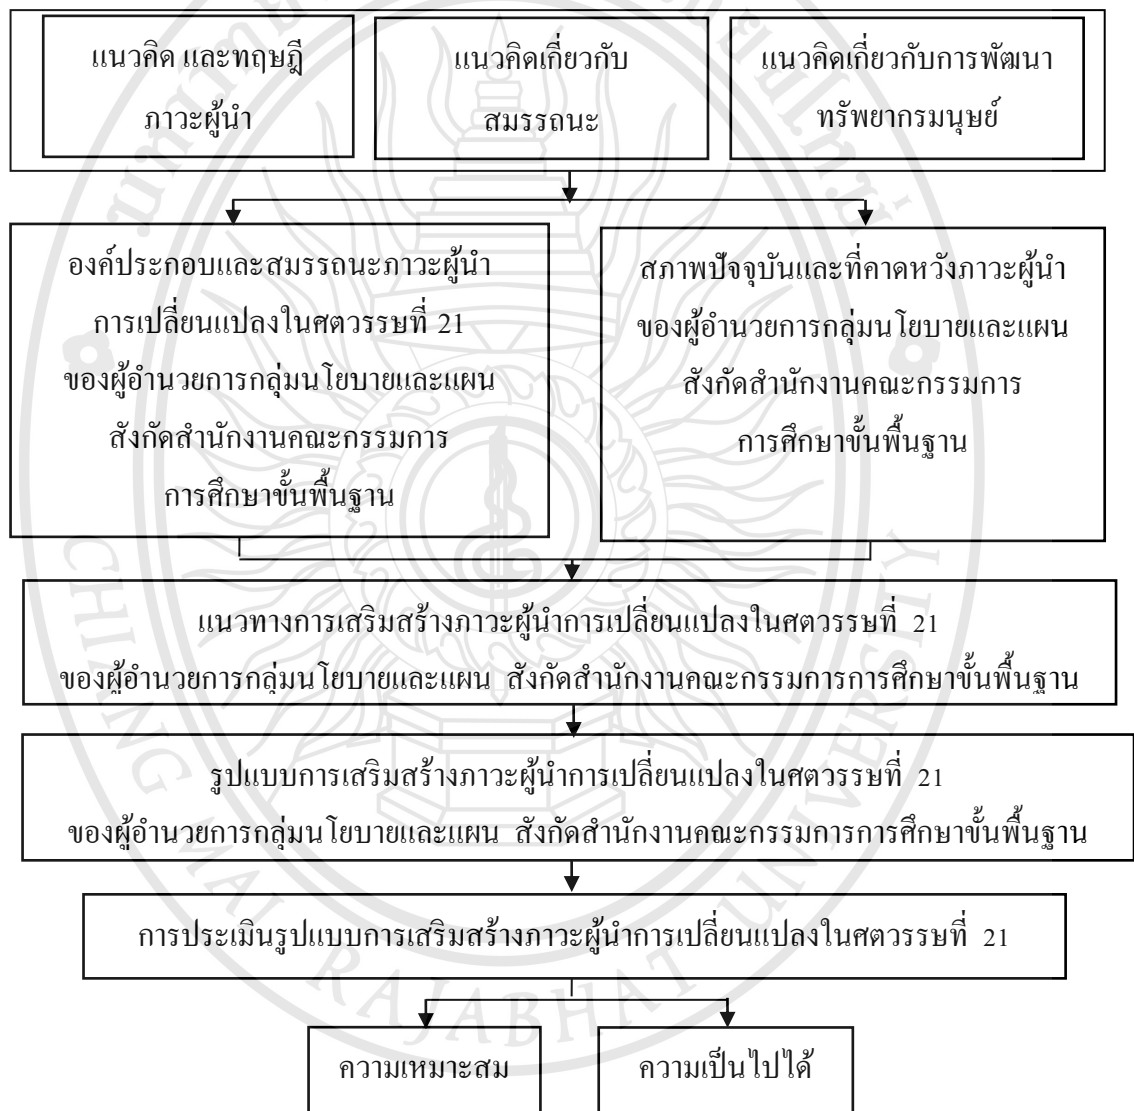 แนวคิด และทฤษฎี
ภาวะผู้นำ
แนวคิดเกี่ยวกับ
สมรรถนะ
แนวคิดเกี่ยวกับการพัฒนา
ทรัพยากรมนุษย์
องค์ประกอบและสมรรถนะภาวะผู้นำ
การเปลี่ยนแปลงในศตวรรษที่ 21
ของผู้อำนวยการกลุ่มนโยบายและแผน
สังกัดสำนักงานคณะกรรมการ
การศึกษาขั้นพื้นฐาน
สภาพปัจจุบันและที่คาดหวังภาวะผู้นำ
ของผู้อำนวยการกลุ่มนโยบายและแผน
สังกัดสำนักงานคณะกรรมการ
การศึกษาขั้นพื้นฐาน
แนวทางการเสริมสร้างภาวะผู้นำการเปลี่ยนแปลงในศตวรรษที่ 21
ของผู้อำนวยการกลุ่มนโยบายและแผน สังกัดสำนักงานคณะกรรมการการศึกษาขั้นพื้นฐาน
รูปแบบการเสริมสร้างภาวะผู้นำการเปลี่ยนแปลงในศตวรรษที่ 21
ของผู้อำนวยการกลุ่มนโยบายและแผน สังกัดสำนักงานคณะกรรมการการศึกษาขั้นพื้นฐาน
การประเมินรูปแบบการเสริมสร้างภาวะผู้นำการเปลี่ยนแปลงในศตวรรษที่ 21
ความเหมาะสม
ความเป็นไปได้
CHIANG MAI RAJABHAT UNIVERSITY